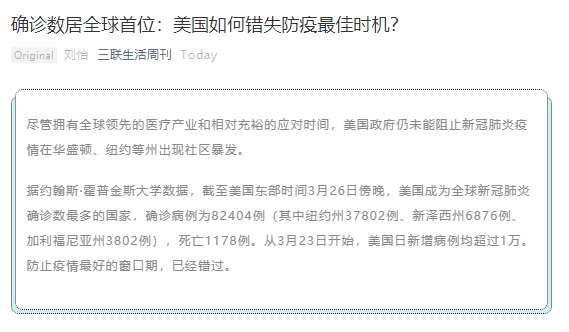 确诊数居全球首位：美国如何错失防疫最佳时机？
Original 刘怡 三联生活周刊 Today
尽管拥有全球领先的医疗产业和相对充裕的应对时间，美国政府仍未能阻止新冠肺炎疫
情在华盛顿、纽约等州出现社区暴发。
据约翰斯·霍普金斯大学数据，截至美国东部时间3月26日傍晚，美国成为全球新冠肺炎
确诊数最多的国家，确诊病例为82404例（其中纽约州37802例、新泽西州6876例、
加利福尼亚州3802例），死亡1178例。从3月23日开始，美国日新增病例均超过1万。
防止疫情最好的窗口期，已经错过。